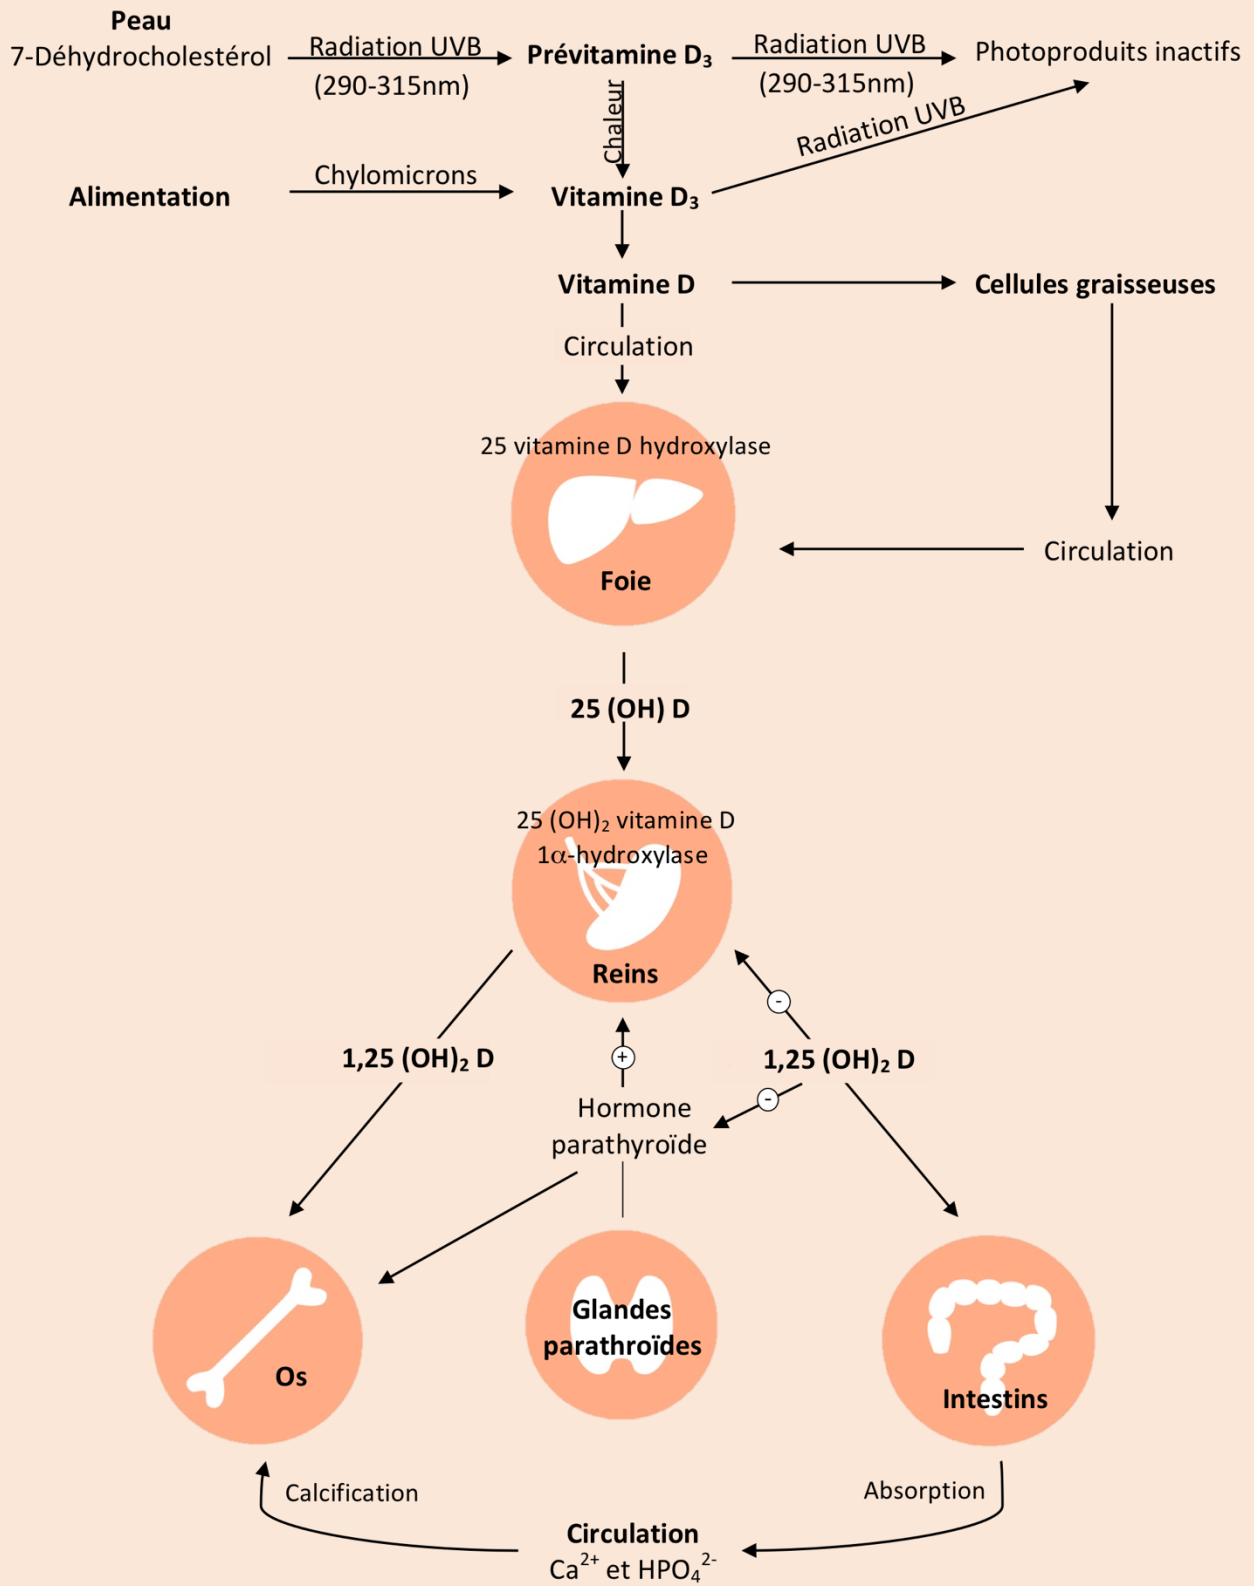 Peau
7-Déhydrocholestérol
Radiation UVB
(290-315nm)
Prévitamine D₃
Radiation UVB
(290-315nm)
Photoproduits inactifs
Chaleur
Radiation UVB
Alimentation
Chylomicrons
Vitamine D₃
Vitamine D
Cellules graisseuses
Circulation
25 vitamine D hydroxylase
Foie
Circulation
25 (OH) D
25 (OH)₂ vitamine D
1α-hydroxylase
Reins
-
1,25 (OH)₂ D
+
1,25 (OH)₂ D
-
Hormone
parathyroïde
Os
Glandes
parathroïdes
Intestins
Calcification
Absorption
Circulation
Ca²⁺ et HPO₄²⁻